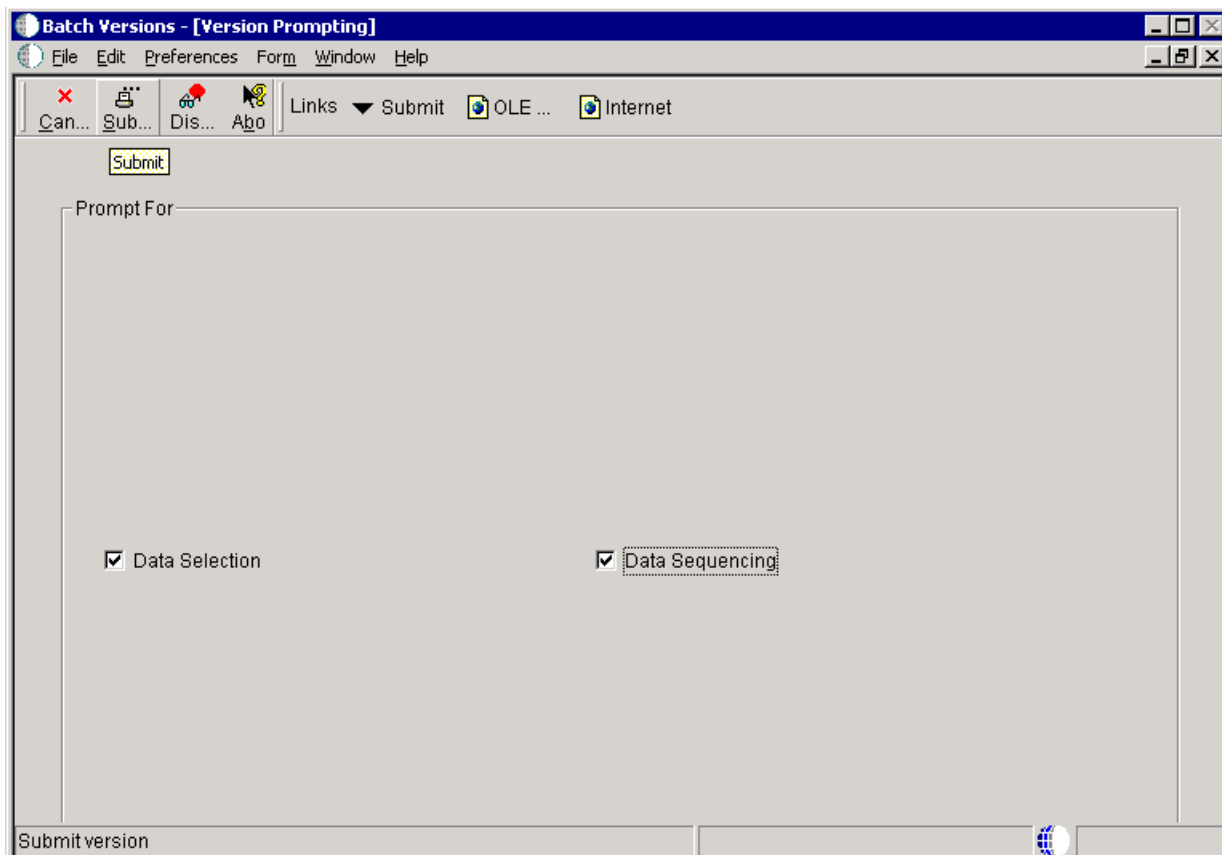 Batch Versions - [Version Prompting]
File Edit Preferences Form Window Help
Can... Sub... Dis... Abo Links Submit OLE ... Internet
Submit
Prompt For
Data Selection Data Sequencing
Submit version